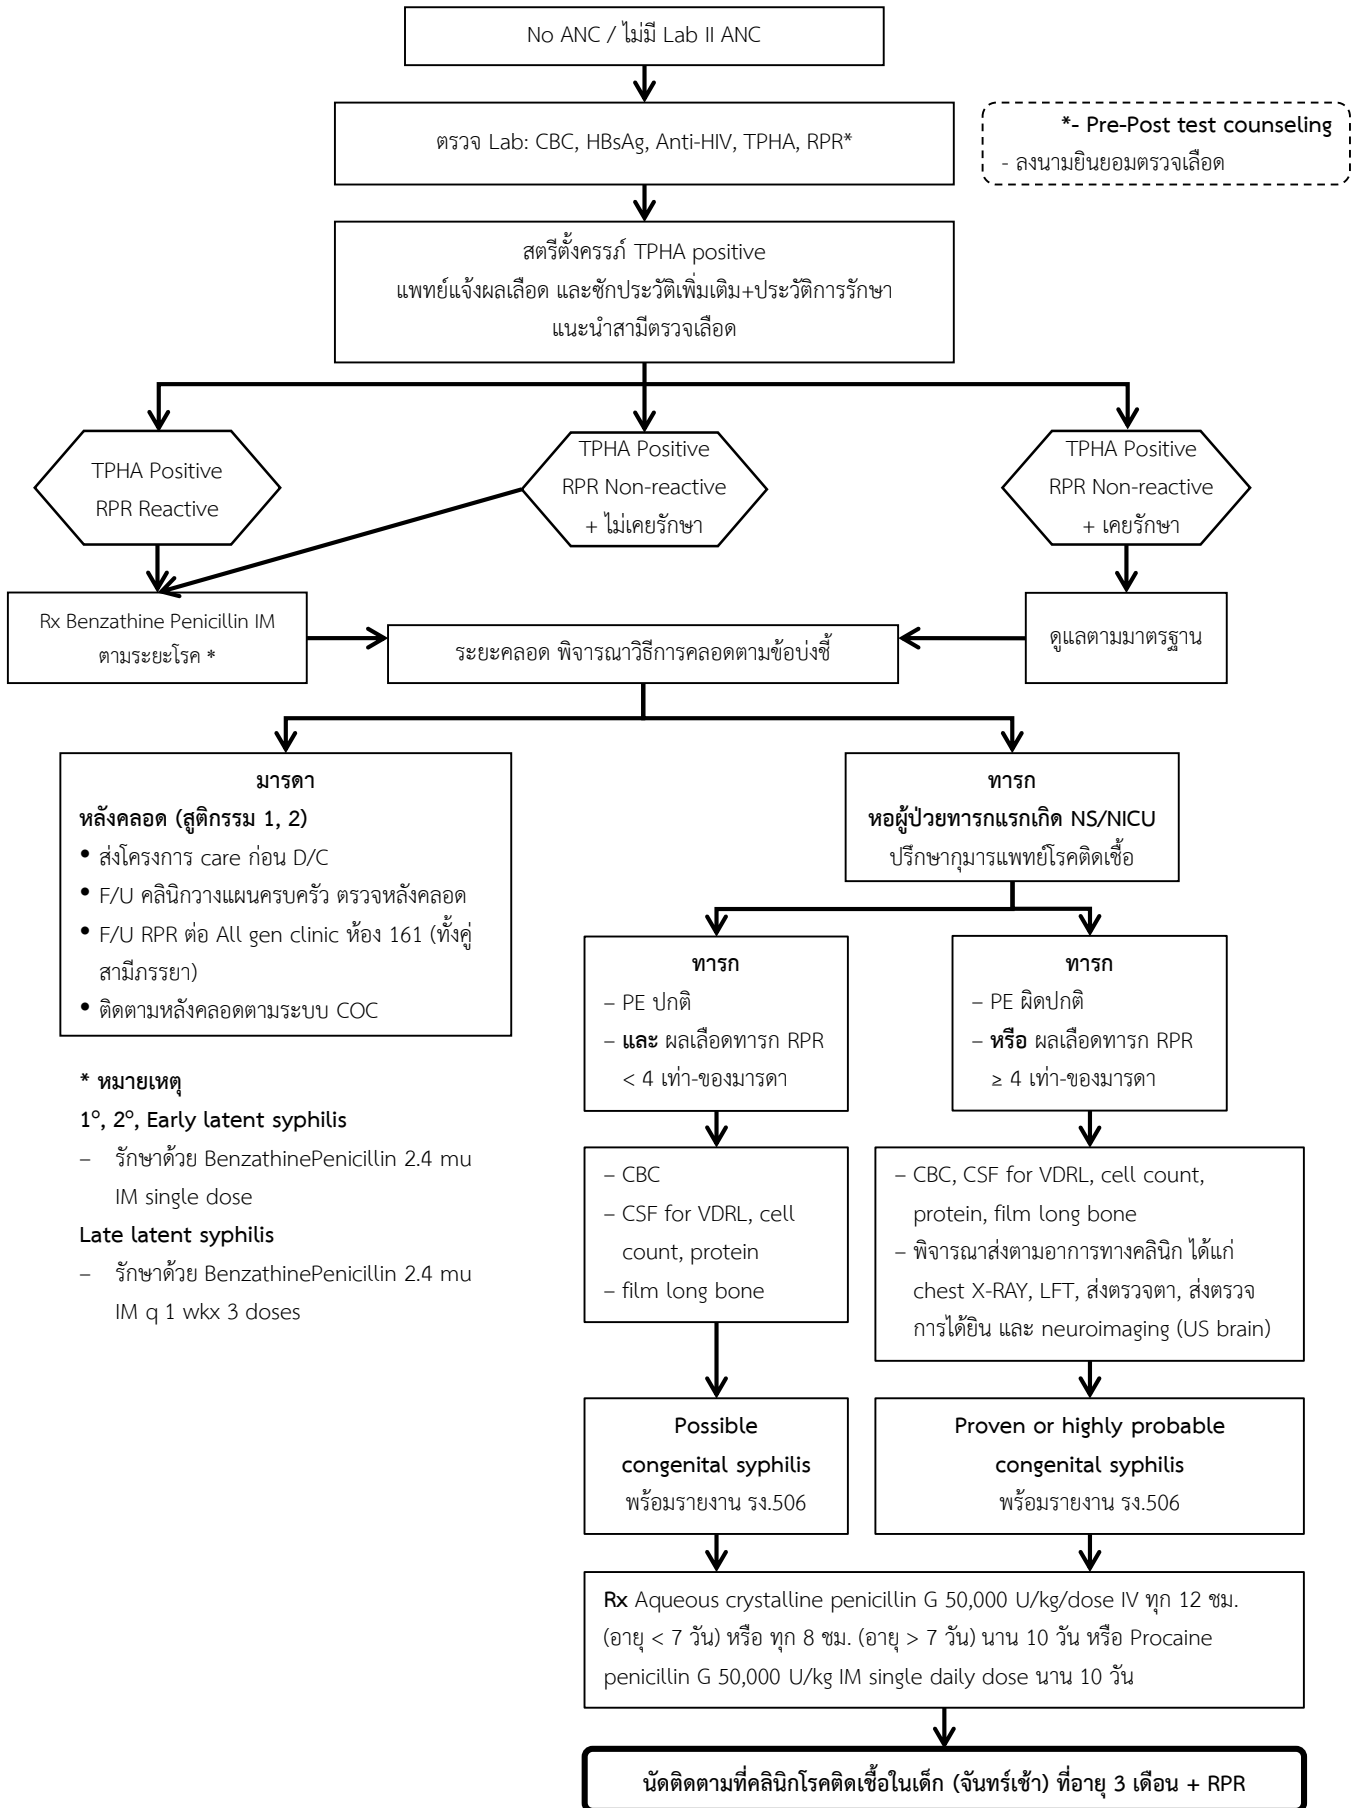 No ANC / ไม่มี Lab II ANC
ตรวจ Lab: CBC, HBsAg, Anti-HIV, TPHA, RPR*
*- Pre-Post test counseling
- ลงนามยินยอมตรวจเลือด
สตรีตั้งครรภ์ TPHA positive
แพทย์แจ้งผลเลือด และซักประวัติเพิ่มเติม+ประวัติการรักษา
แนะนำสามีตรวจเลือด
TPHA Positive
RPR Reactive
TPHA Positive
RPR Non-reactive
+ ไม่เคยรักษา
TPHA Positive
RPR Non-reactive
+ เคยรักษา
Rx Benzathine Penicillin IM
ตามระยะโรค *
ระยะคลอด พิจารณาวิธีการคลอดตามข้อบ่งชี้
ดูแลตามมาตรฐาน
มารดา
หลังคลอด (สูติกรรม 1, 2)
• ส่งโครงการ care ก่อน D/C
• F/U คลินิกวางแผนครบครัว ตรวจหลังคลอด
• F/U RPR ต่อ All gen clinic ห้อง 161 (ทั้งคู่
สามีภรรยา)
• ติดตามหลังคลอดตามระบบ COC
* หมายเหตุ
1°, 2°, Early latent syphilis
– รักษาด้วย BenzathinePenicillin 2.4 mu
IM single dose
Late latent syphilis
– รักษาด้วย BenzathinePenicillin 2.4 mu
IM q 1 wkx 3 doses
ทารก
หอผู้ป่วยทารกแรกเกิด NS/NICU
ปรึกษากุมารแพทย์โรคติดเชื้อ
ทารก
– PE ปกติ
– และ ผลเลือดทารก RPR
< 4 เท่า-ของมารดา
ทารก
– PE ผิดปกติ
– หรือ ผลเลือดทารก RPR
≥ 4 เท่า-ของมารดา
– CBC
– CSF for VDRL, cell
count, protein
– film long bone
– CBC, CSF for VDRL, cell count,
protein, film long bone
– พิจารณาส่งตามอาการทางคลินิก ได้แก่
chest X-RAY, LFT, ส่งตรวจตา, ส่งตรวจ
การได้ยิน และ neuroimaging (US brain)
Possible
congenital syphilis
พร้อมรายงาน รง.506
Proven or highly probable
congenital syphilis
พร้อมรายงาน รง.506
Rx Aqueous crystalline penicillin G 50,000 U/kg/dose IV ทุก 12 ชม.
(อายุ < 7 วัน) หรือ ทุก 8 ชม. (อายุ > 7 วัน) นาน 10 วัน หรือ Procaine
penicillin G 50,000 U/kg IM single daily dose นาน 10 วัน
นัดติดตามที่คลินิกโรคติดเชื้อในเด็ก (จันทร์เช้า) ที่อายุ 3 เดือน + RPR